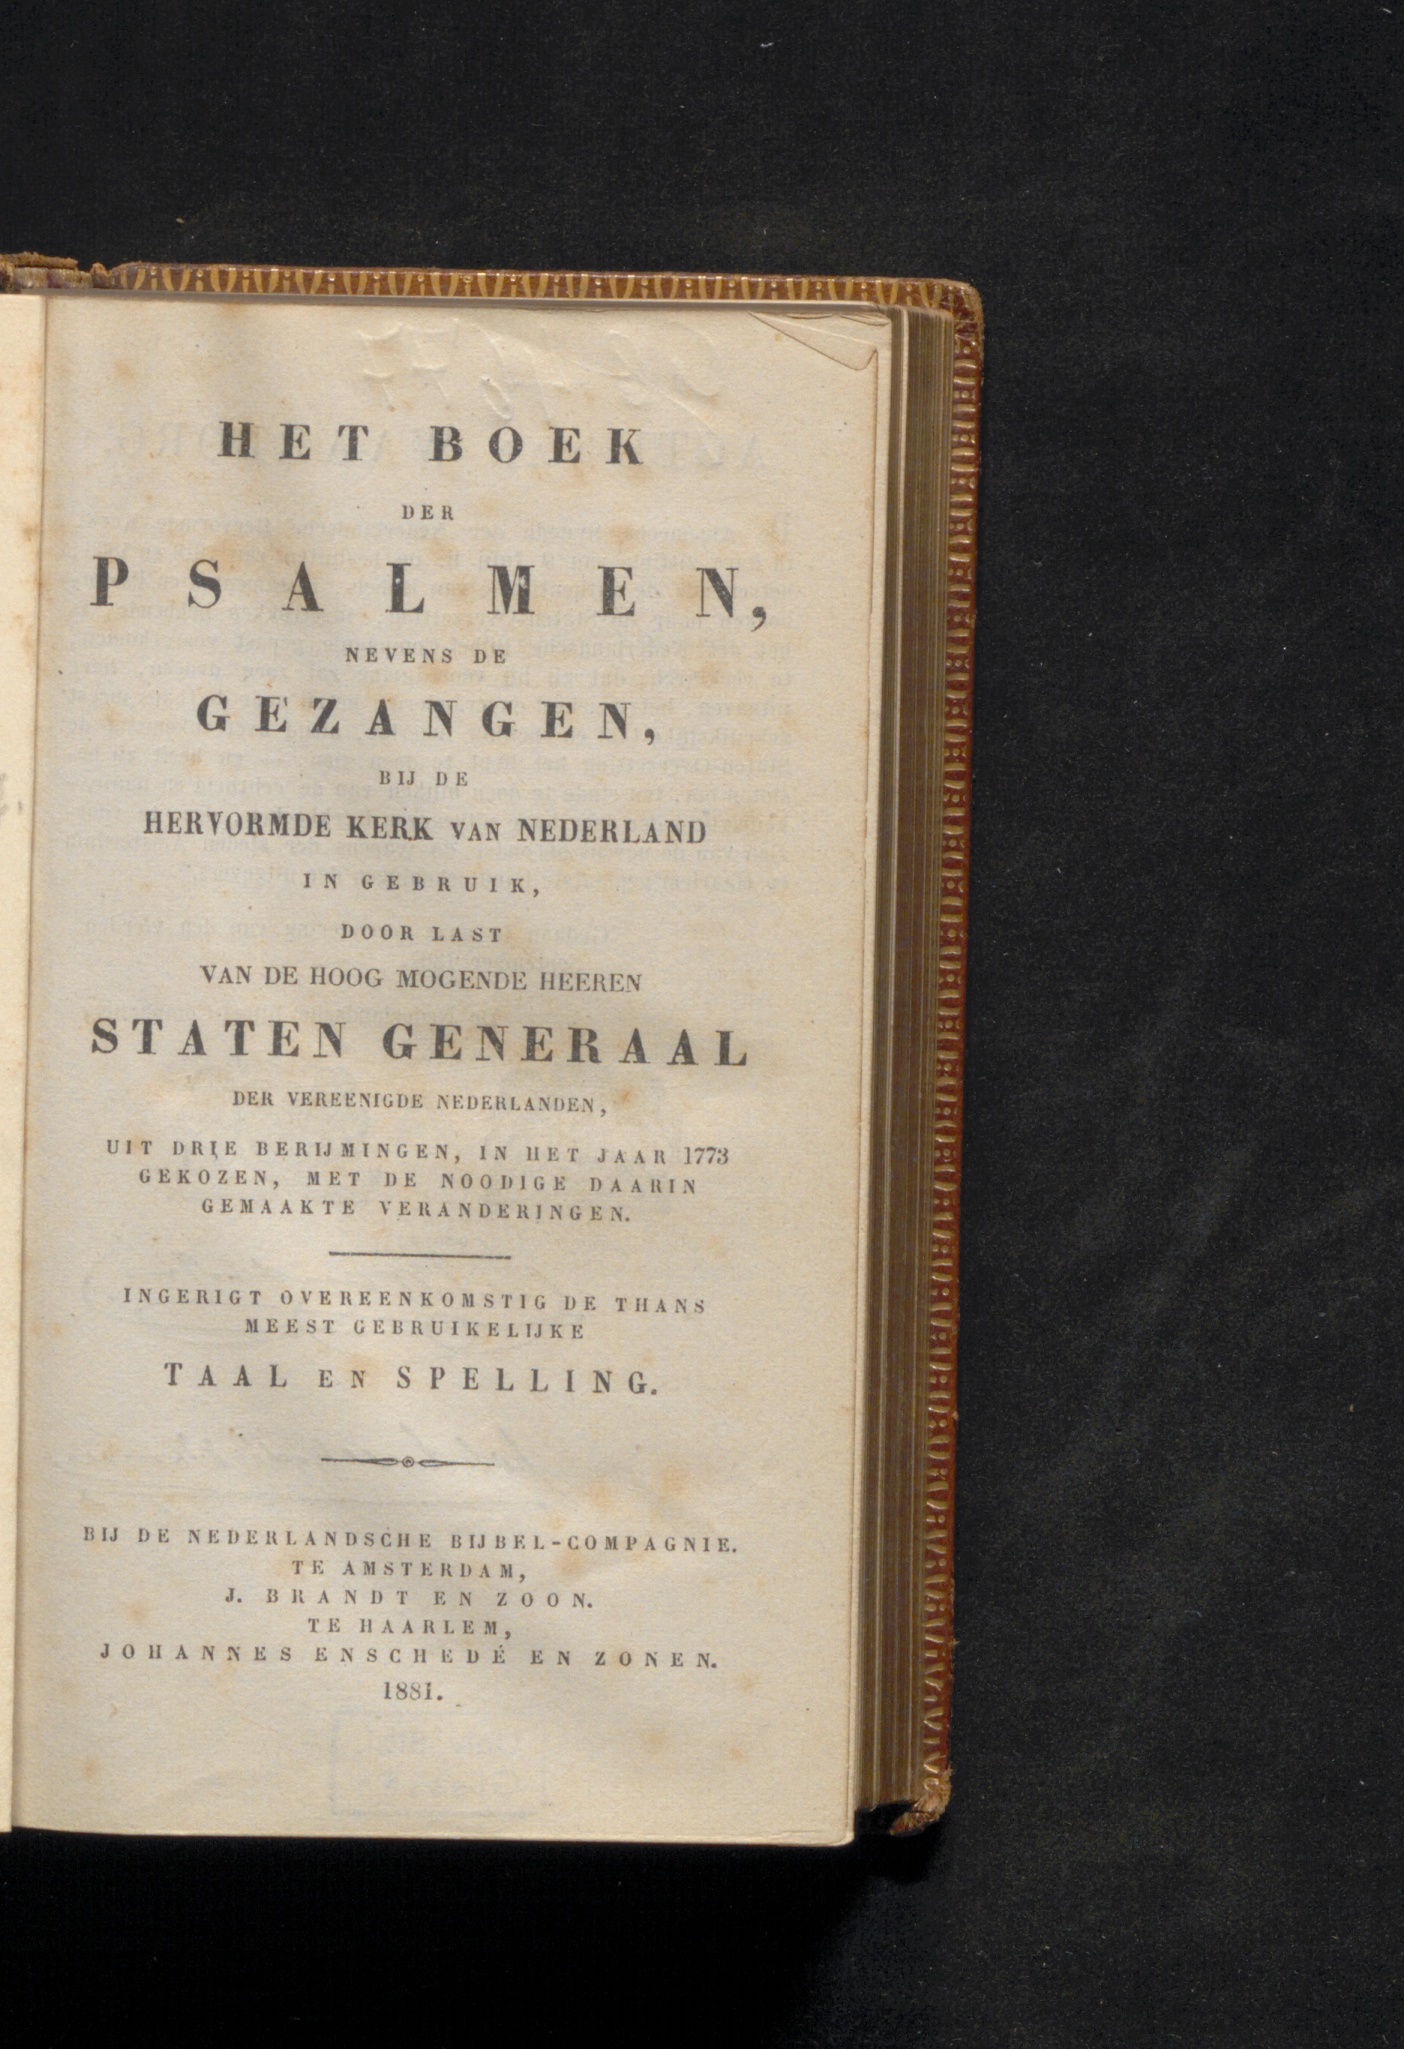 HET BOEK
DER
PSALMEN,
NEVENS DE
GEZANGEN,
BIJ DE
HERVORMDE KERK VAN NEDERLAND
IN GEBRUIK,
DOOR LAST
VAN DE HOOG MOGENDE HEEREN
STATEN GENERAAL
DER VEREENIGDE NEDERLANDEN,
UIT DRIE BERIJMINGEN, IN HET JAAR 1773
GEKOZEN, MET DE NOODIGE DAARIN
GEMAAKTE VERANDERINGEN.
INGERIGT OVEREENKOMSTIG DE THANS
MEEST GEBRUIKELIJKE
TAAL EN SPELLING.
BIJ DE NEDERLANDSCHE BIJBEL-COMPAGNIE.
TE AMSTERDAM,
J. BRANDT EN ZOON.
TE HAARLEM,
JOHANNES ENSCHEDÉ EN ZONEN.
1881.